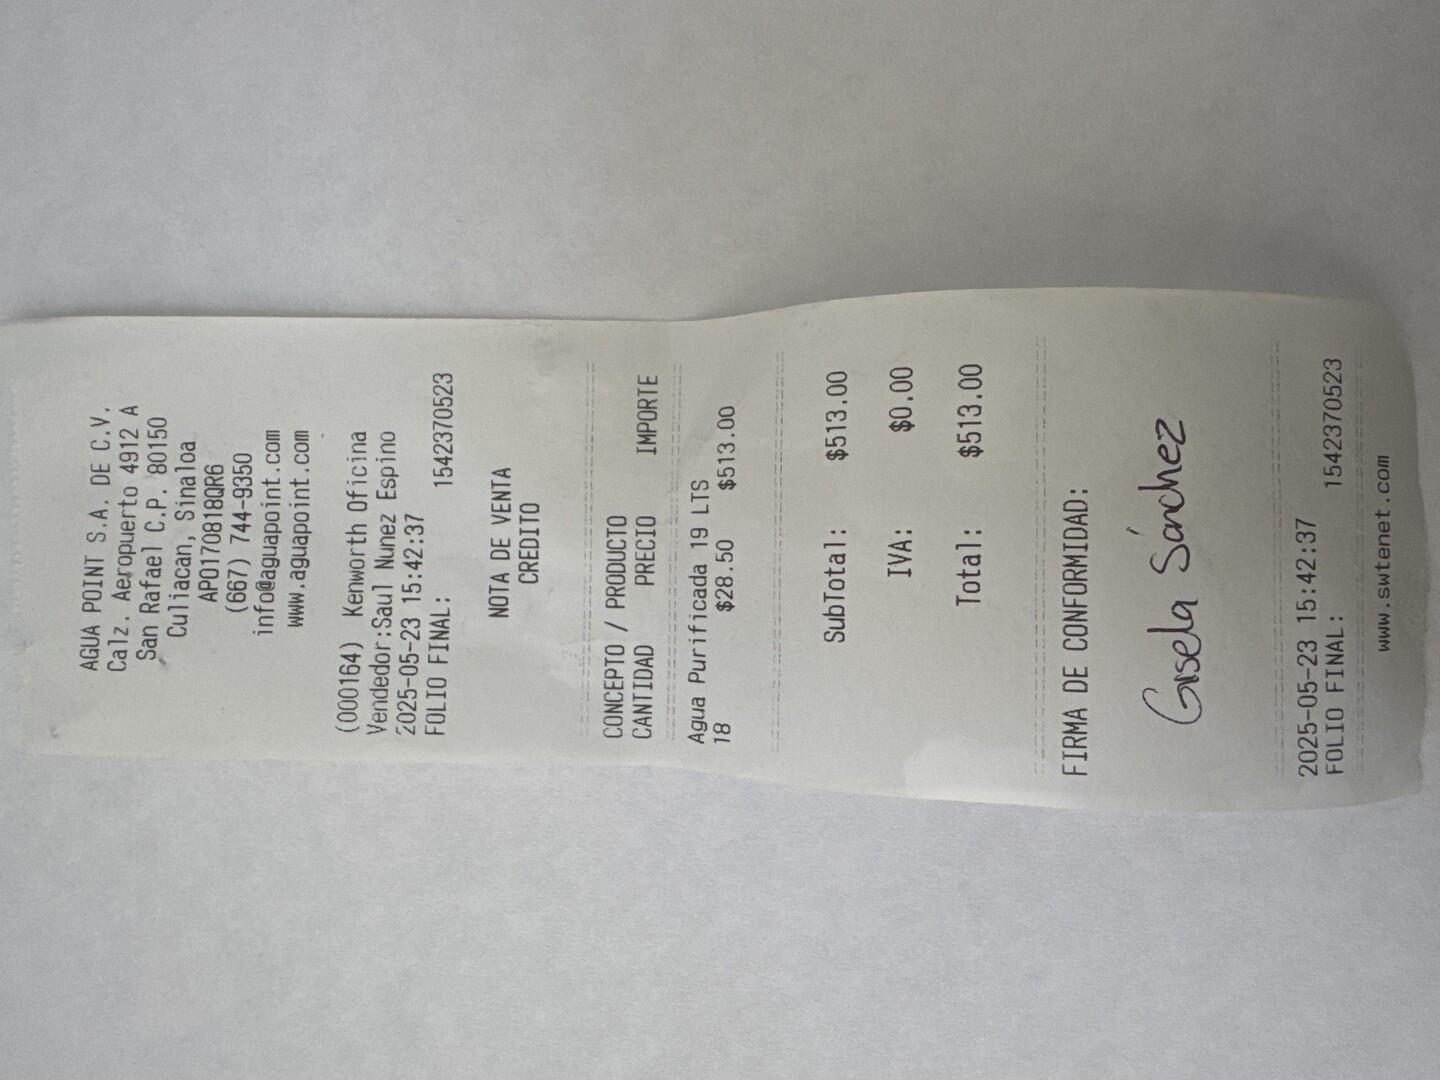 AGUA POINT S.A. DE C.V.
Calz. Aeropuerto 4912 A
San Rafael C.P. 80150
Culiacan, Sinaloa
APO170818QR6
(667) 744-9350
info@aguapoint.com
www.aguapoint.com
(000164) Kenworth Oficina
Vendedor:Saul Nunez Espino
2025-05-23 15:42:37
FOLIO FINAL: 1542370523
NOTA DE VENTA
CREDITO
CONCEPTO / PRODUCTO
CANTIDAD PRECIO IMPORTE
Agua Purificada 19 LTS
18 $28.50 $513.00
SubTotal: $513.00
IVA: $0.00
Total: $513.00
FIRMA DE CONFORMIDAD:
Gisela Sánchez
2025-05-23 15:42:37
FOLIO FINAL: 1542370523
www.swtenet.com